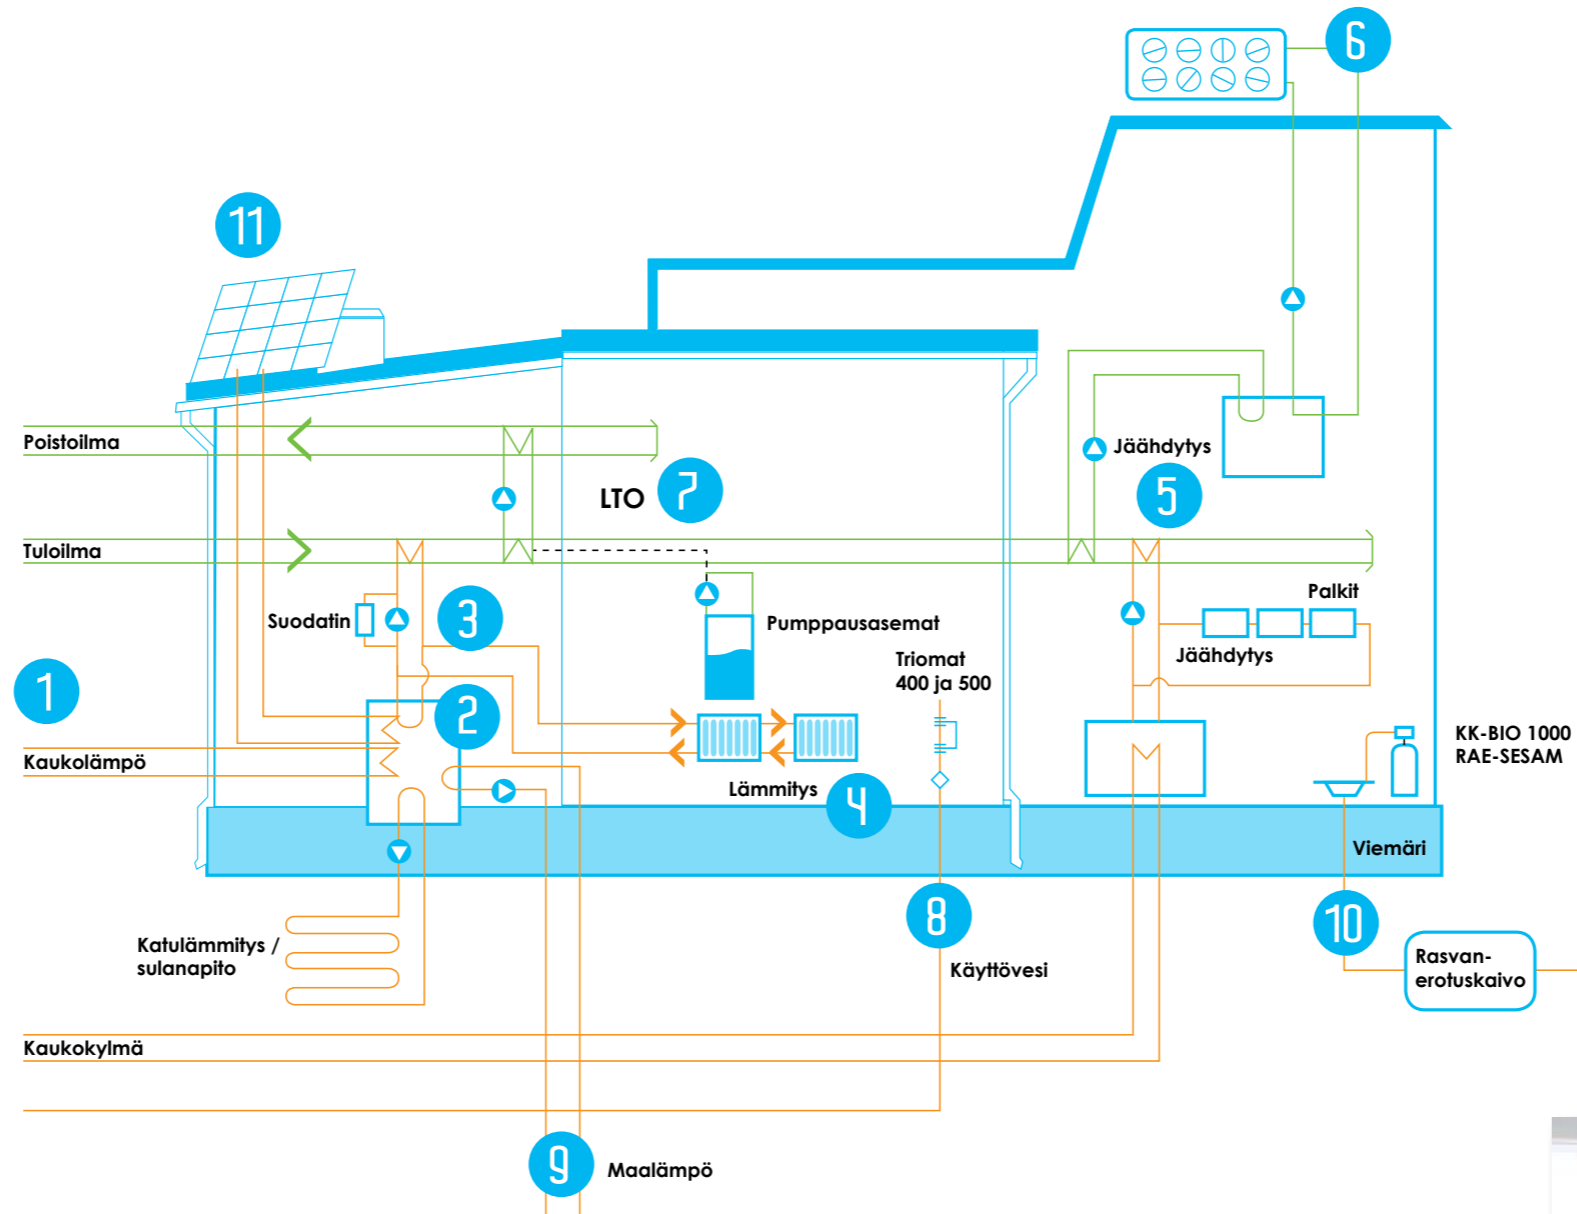 6
11
Poistoilma
Jäähdytys
LTO
7
5
Tuloilma
Palkit
Suodatin
3
Pumppausasemat
Triomat
400 ja 500
Jäähdytys
1
2
KK-BIO 1000
RAE-SESAM
Kaukolämpö
Lämmitys
4
Viemäri
8
10
Katulämmitys /
sulanapito
Käyttövesi
Rasvan-
erotuskaivo
Kaukokylmä
9
Maalämpö